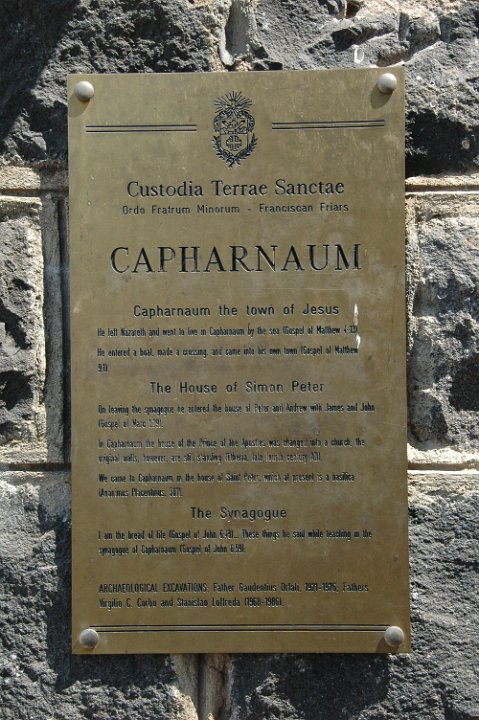 Custodia Terrae Sanctae
Ordo Fratrum Minorum - Franciscan Friars
CAPHARNAUM
Capharnaum the town of Jesus
He left Nazareth and went to live in Capharnaum by the sea (Gospel of Matthew 4:13)
He entered a boat, made a crossing, and came into his own town (Gospel of Matthew
9:1)
The House of Simon Peter
On leaving the synagogue he entered the house of Peter and Andrew with James and John
(Gospel of Marc 1:29).
In Capharnaum the house of the Prince of the Apostles was changed into a church; the
original walls, however, are still standing (Etheria, late fourth century AD).
We came to Capharnaum in the house of Saint Peter, which at present is a basilica
(Anonimus Placentinus, 587).
The Synagogue
I am the bread of life (Gospel of John ... These things he said while teaching in the
synagogue of Capharnaum (Gospel of John 6,59).
ARCHAEOLOGICAL EXCAVATIONS: Father Gaudentius Orfali, Fathers
Virgilio C. Corbo and Stanislao Loffreda (1968-1986).